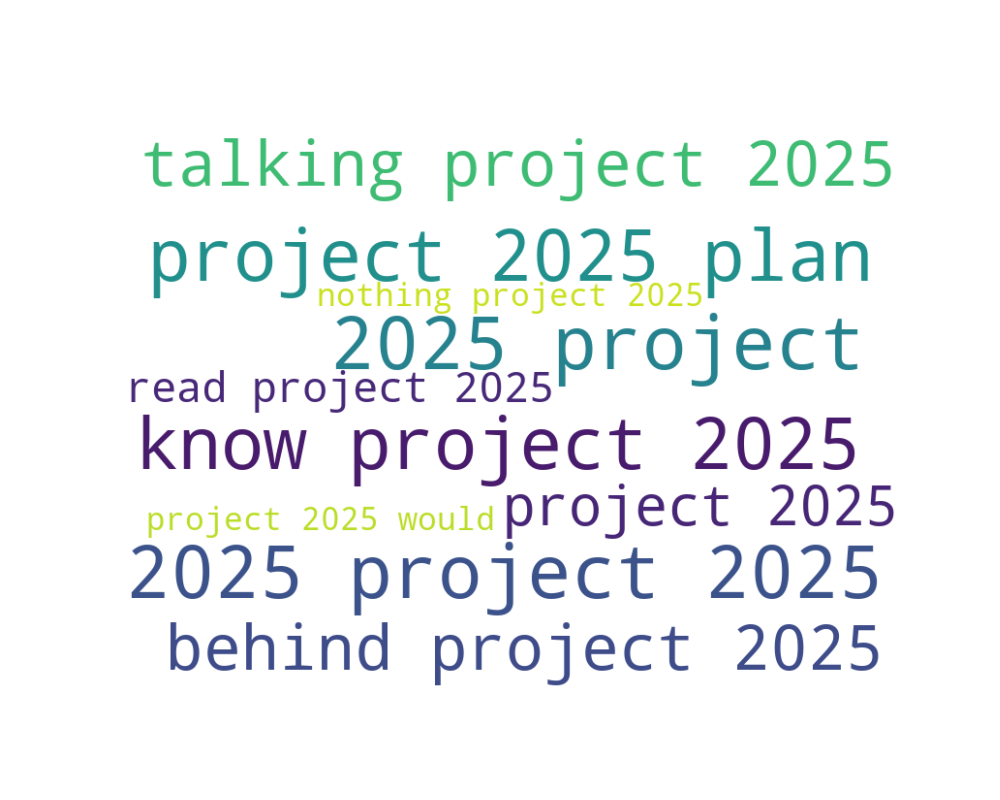 talking project 2025
project 2025 plan
nothing project 2025
2025 project
read project 2025
know project 2025
project 2025
project 2025 would
2025 project 2025
behind project 2025